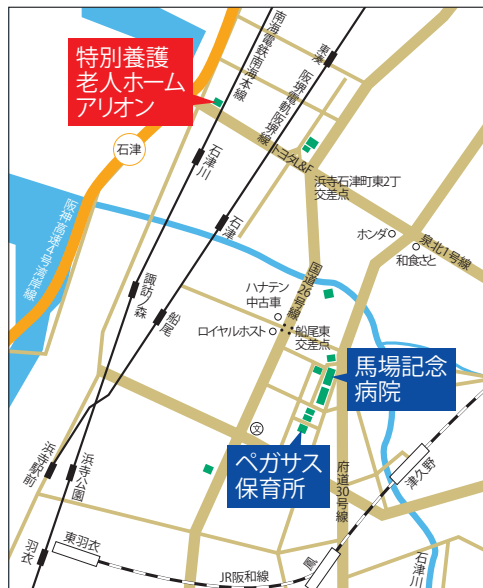 特別養護
老人ホーム
アリオン
南海電鉄南海本線
東湊
阪堺電軌阪堺線
石津
トヨタL&F
浜寺石津町東2丁
交差点
石津川
石津
ホンダ
泉北1号線
和食さと
阪神高速4号湾岸線
国道26号線
諏訪ノ森
船尾
ハナテン
中古車
ロイヤルホスト
船尾東
交差点
馬場記念
病院
文
ペガサス
保育所
浜寺駅前
浜寺公園
府道30号線
津久野
羽衣
東羽衣
JR阪和線
鳳
石津川